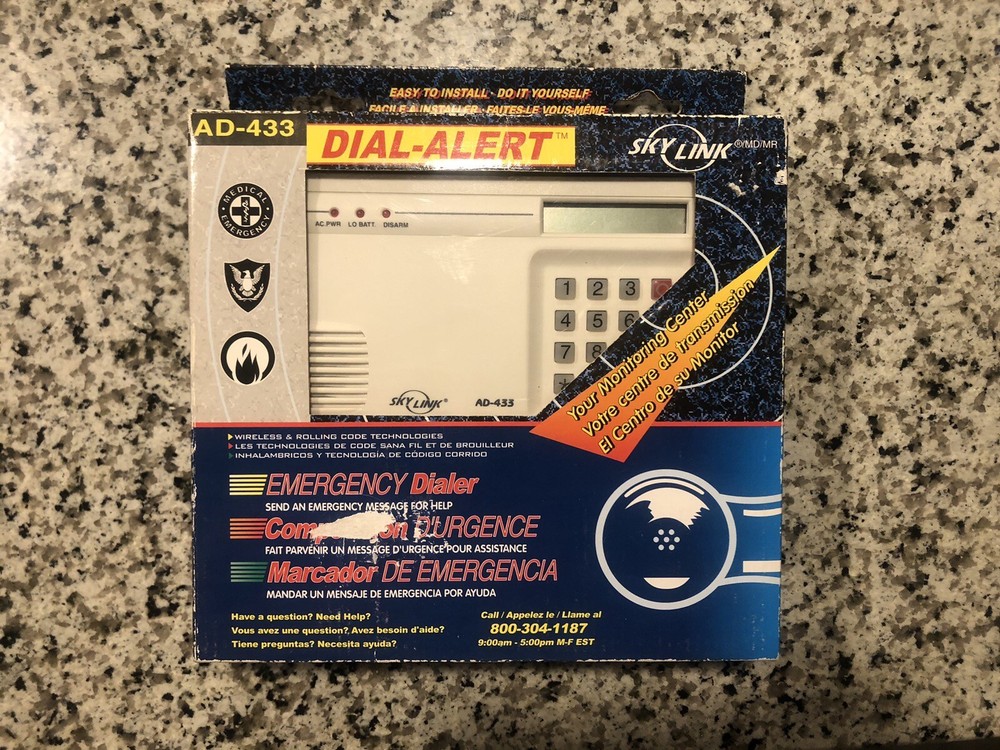 EASY TO INSTALL · DO IT YOURSELF
FACILE A INSTALLER · FAITES-LE VOUS-MÊME
AD-433
DIAL-ALERT™
SKYLINK ®/MD/MR
MEDICAL
EMERGENCY
AC.PWR LO BATT. DISARM
1 2 3
4 5 6
7 8
*
SKYLINK® AD-433
Your Monitoring Center
Votre centre de transmission
El Centro de su Monitor
WIRELESS & ROLLING CODE TECHNOLOGIES
LES TECHNOLOGIES DE CODE SANA FIL ET DE BROUILLEUR
INHALAMBRICOS Y TECNOLOGÍA DE CÓDIGO CORRIDO
EMERGENCY Dialer
SEND AN EMERGENCY MESSAGE FOR HELP
D'URGENCE
FAIT PARVENIR UN MESSAGE D'URGENCE POUR ASSISTANCE
Marcador DE EMERGENCIA
MANDAR UN MENSAJE DE EMERGENCIA POR AYUDA
Have a question? Need Help?
Vous avez une question? Avez besoin d'aide?
Tiene preguntas? Necesita ayuda?
Call / Appelez le / Llame al
800-304-1187
9:00am - 5:00pm M-F EST